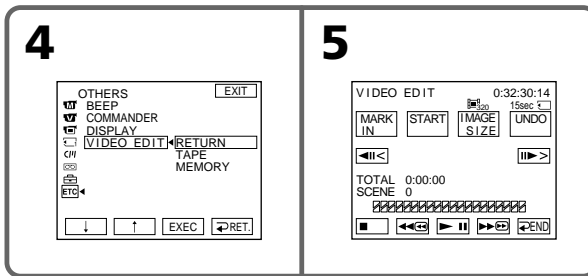 4
OTHERS EXIT
BEEP
COMMANDER
DISPLAY
VIDEO EDIT RETURN
TAPE
MEMORY
ETC
↓ ↑ EXEC RET.
5
VIDEO EDIT 0:32:30:14
320 15sec
MARK IN START IMAGE SIZE UNDO
TOTAL 0:00:00
SCENE 0
END